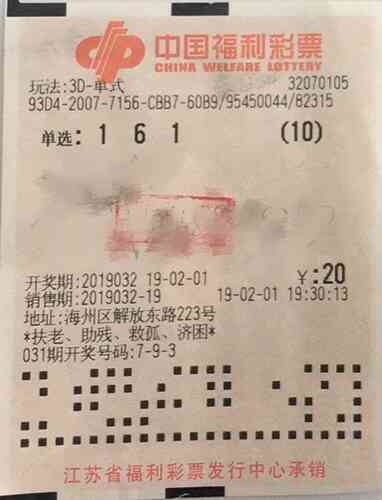 中国福利彩票
CHINA WELFARE LOTTERY
玩法:3D-单式 32070105
93D4-2007-7156-CBB7-60B9/95450044/82315
单选: 1 6 1 (10)
开奖期:2019032 19-02-01 ￥:20
销售期:2019032-19 19-02-01 19:30:13
地址:海州区解放东路223号
*扶老、助残、救孤、济困*
031期开奖号码:7-9-3
江苏省福利彩票发行中心承销